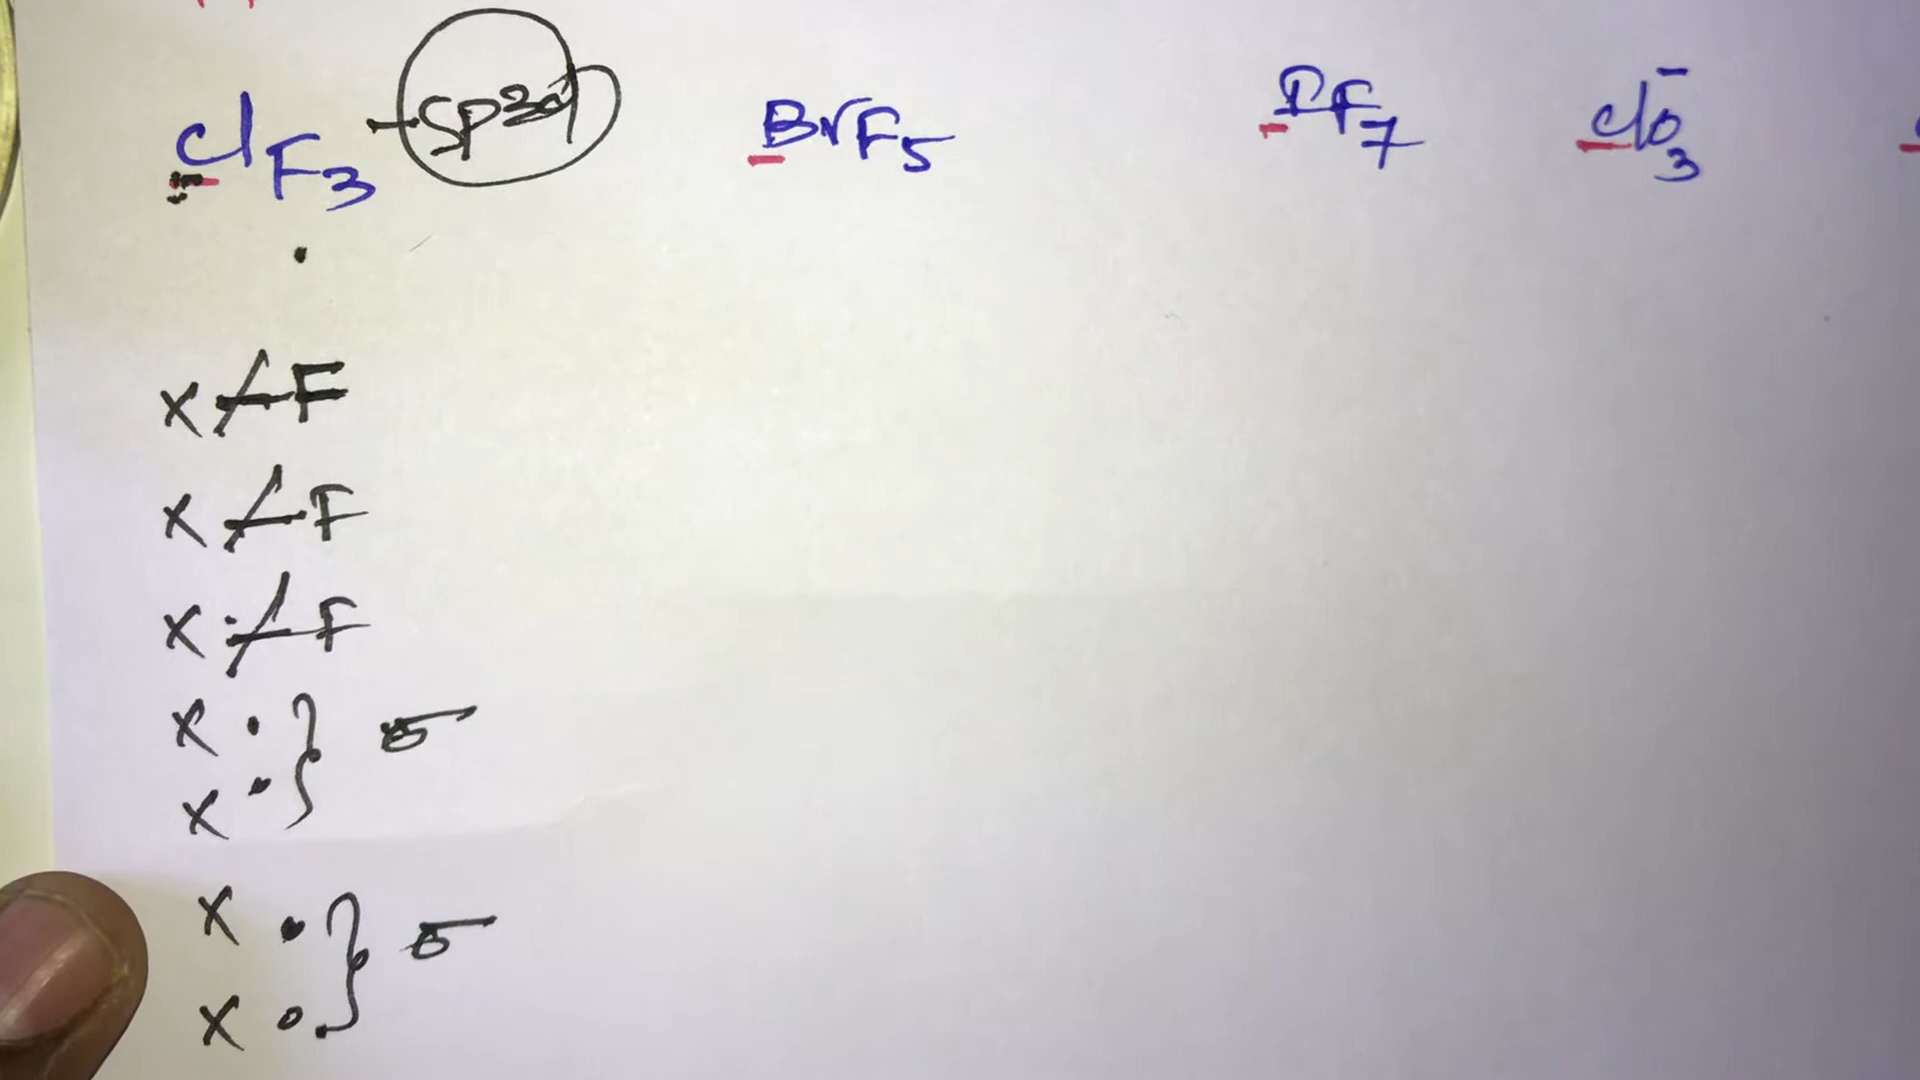 ClF₃ - SP³d BrF₅ IF₇ ClO₃⁻
x - F
x - F
x - F
x • } σ
x •
x • } σ
x •